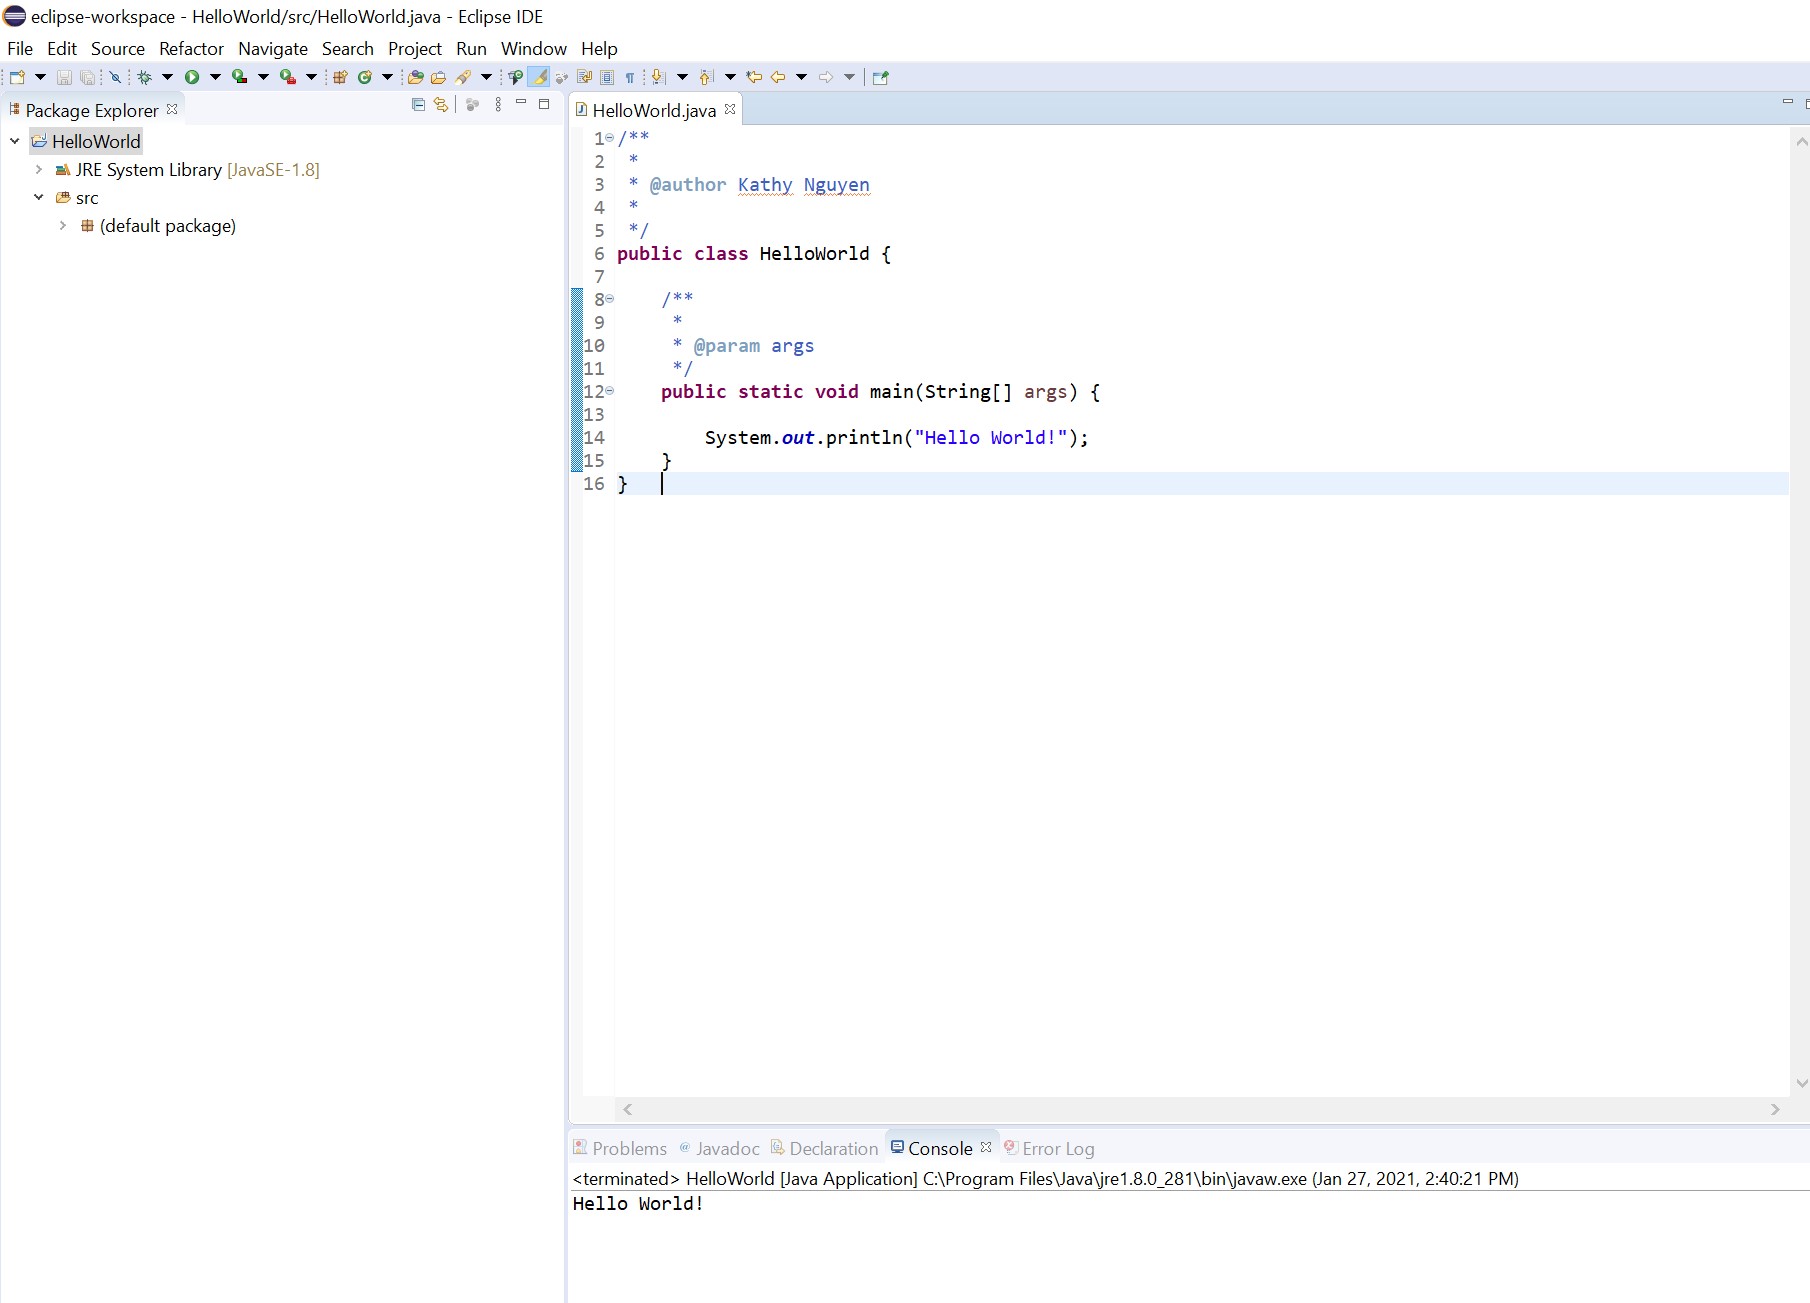 eclipse-workspace - HelloWorld/src/HelloWorld.java - Eclipse IDE
File Edit Source Refactor Navigate Search Project Run Window Help
Package Explorer
HelloWorld
JRE System Library [JavaSE-1.8]
src
(default package)
HelloWorld.java
1 /**
2  *
3  * @author Kathy Nguyen
4  *
5  */
6 public class HelloWorld {
7
8     /**
9      *
10      * @param args
11      */
12     public static void main(String[] args) {
13
14         System.out.println("Hello World!");
15     }
16 }
Problems @ Javadoc Declaration Console Error Log
<terminated> HelloWorld [Java Application] C:\Program Files\Java\jre1.8.0_281\bin\javaw.exe (Jan 27, 2021, 2:40:21 PM)
Hello World!